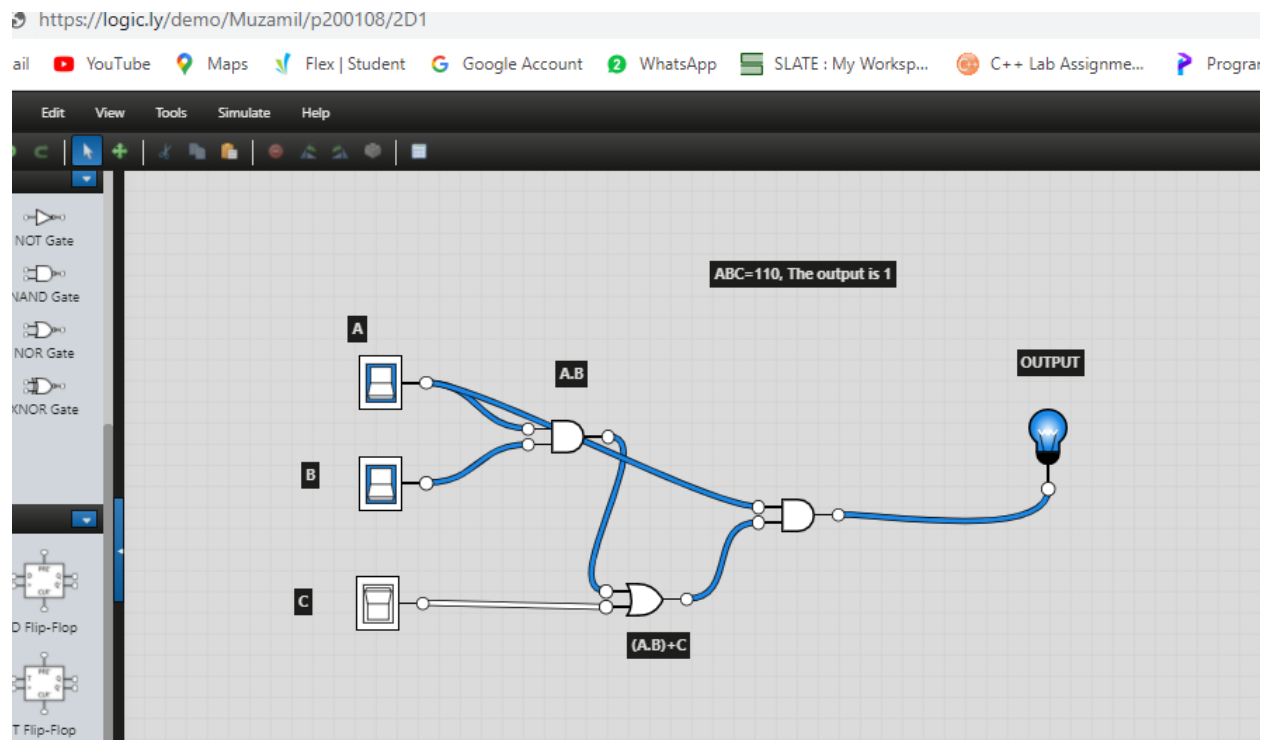 https://logic.ly/demo/Muzamil/p200108/2D1
ail YouTube Maps Flex | Student Google Account 2 WhatsApp SLATE : My Worksp... C++ Lab Assignme... Progra
Edit View Tools Simulate Help
NOT Gate
NAND Gate
NOR Gate
XNOR Gate
D Flip-Flop
T Flip-Flop
ABC=110, The output is 1
A
A.B
OUTPUT
B
C
(A.B)+C